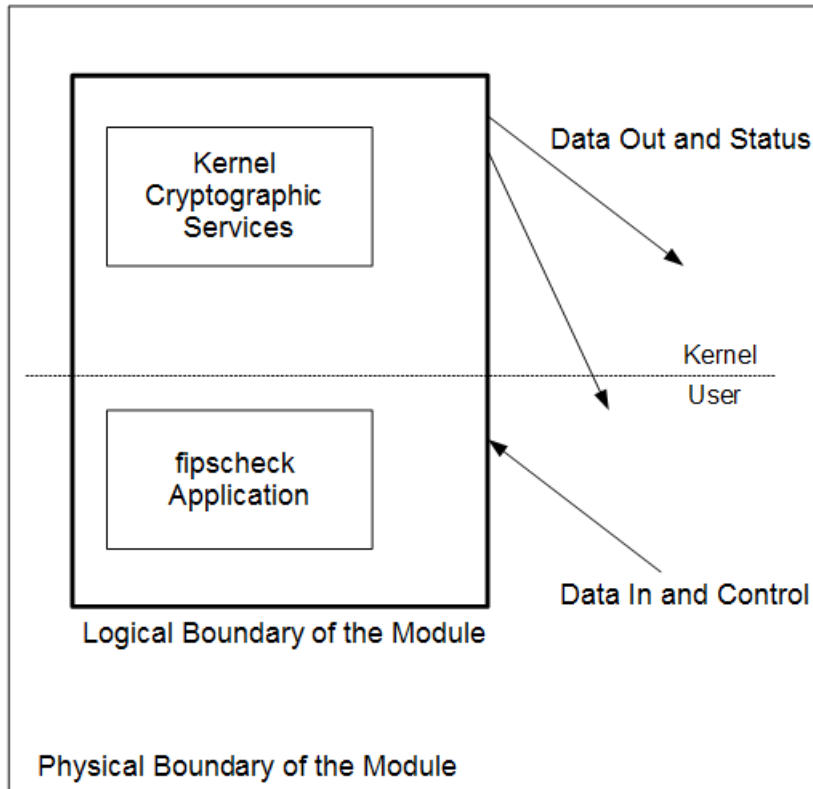 Kernel
Cryptographic
Services
Data Out and Status
Kernel
User
fipscheck
Application
Data In and Control
Logical Boundary of the Module
Physical Boundary of the Module